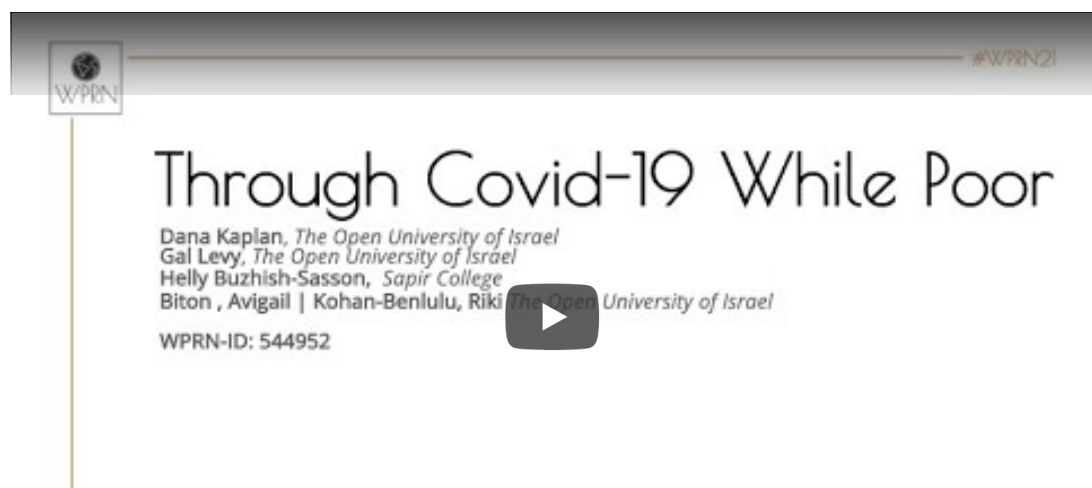 WPRN
#WPRN21
Through Covid-19 While Poor
Dana Kaplan, The Open University of Israel
Gal Levy, The Open University of Israel
Helly Buzhish-Sasson, Sapir College
Biton , Avigail | Kohan-Benlulu, Riki The Open University of Israel
WPRN-ID: 544952